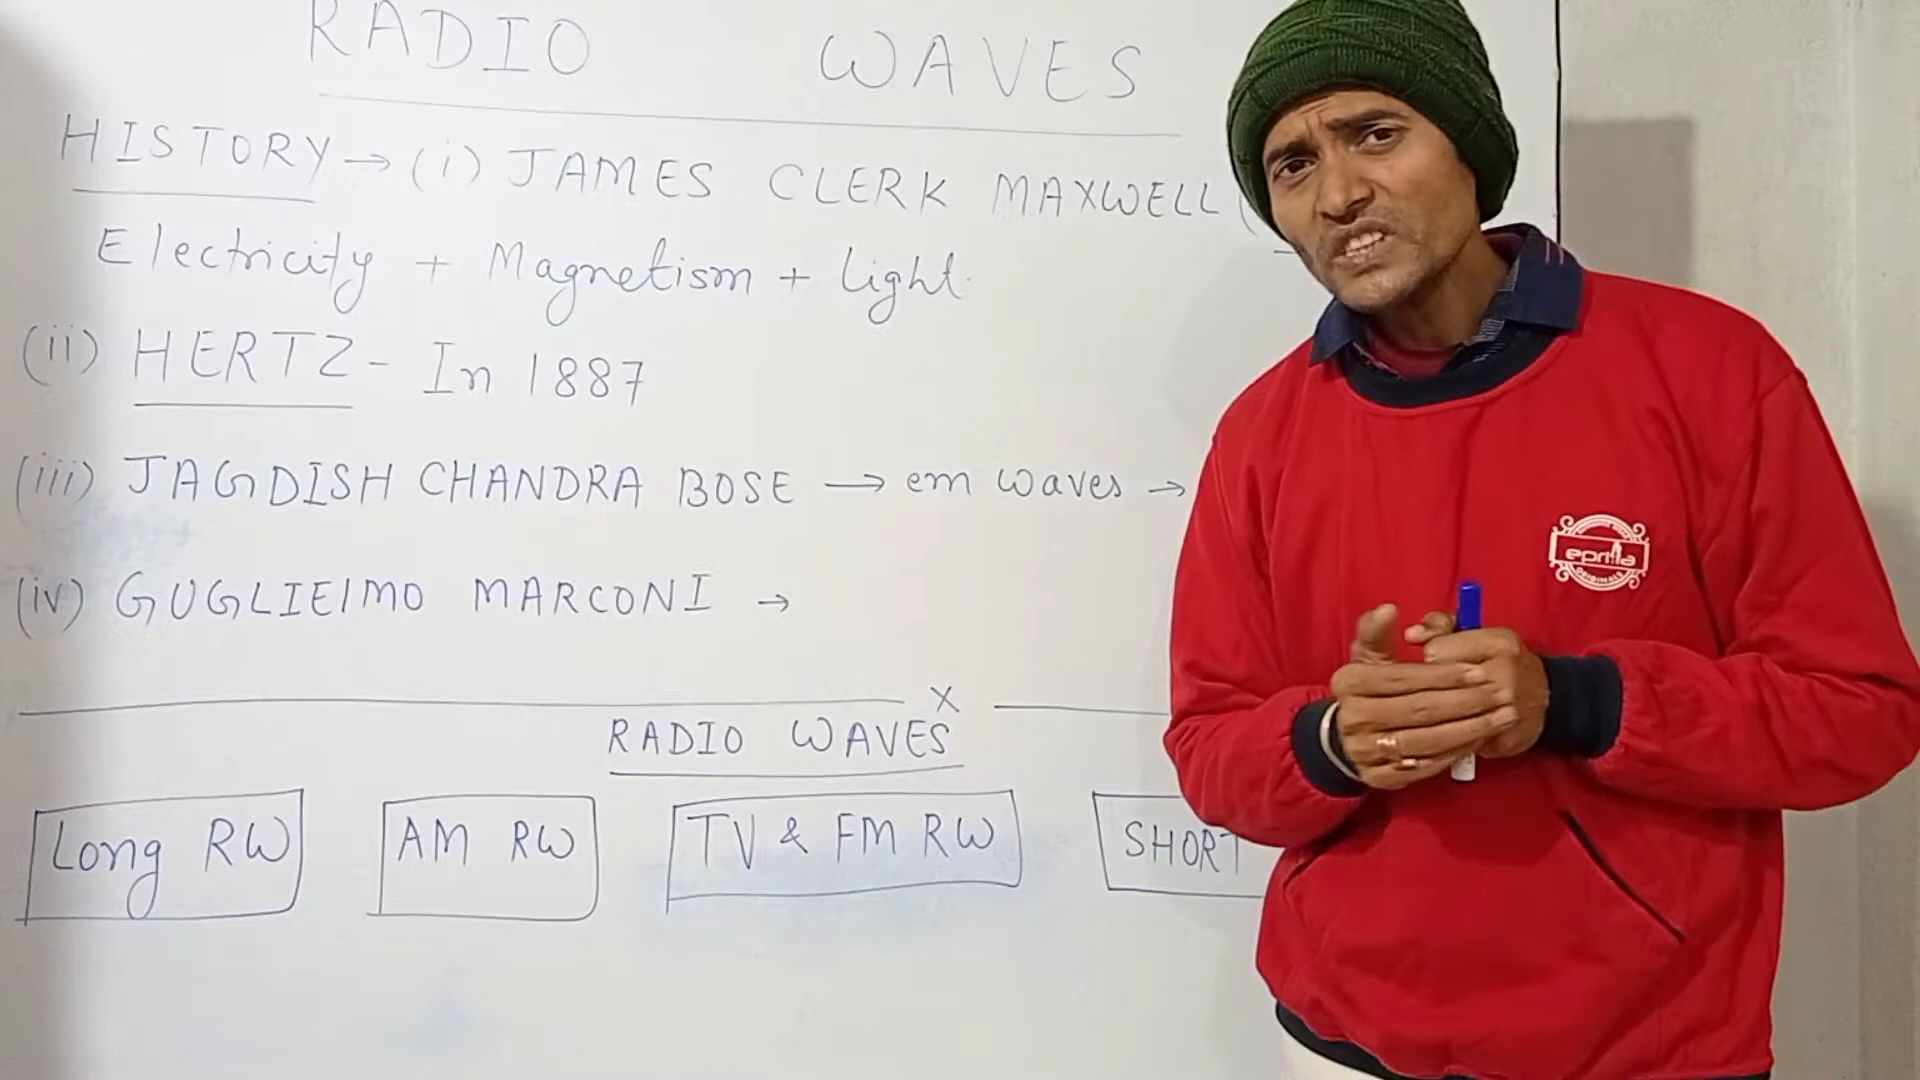 RADIO WAVES
HISTORY → (i) JAMES CLERK MAXWELL (
Electricity + Magnetism + Light.
(ii) HERTZ - In 1887
(iii) JAGDISH CHANDRA BOSE → em waves →
(iv) GUGLIEIMO MARCONI →
x
RADIO WAVES
Long RW AM RW TV & FM RW SHORT
ORIGINALS